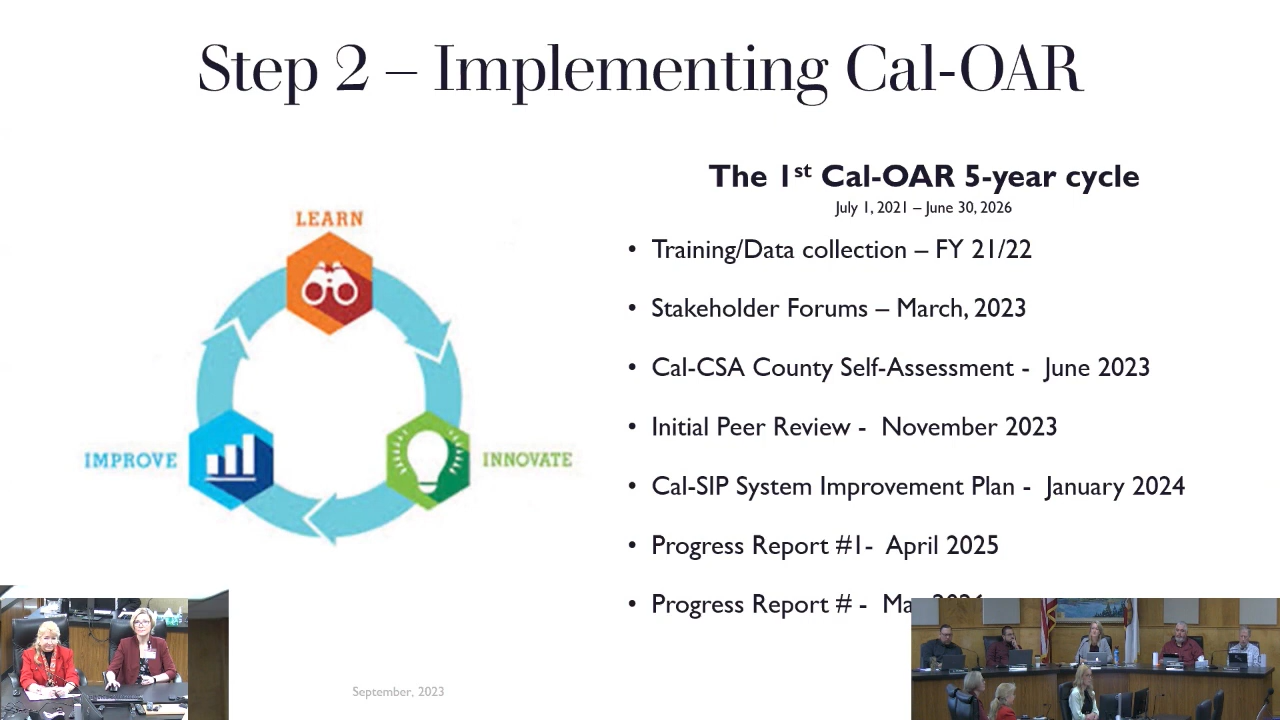 Step 2 – Implementing Cal-OAR
The 1st Cal-OAR 5-year cycle
July 1, 2021 – June 30, 2026
• Training/Data collection – FY 21/22
• Stakeholder Forums – March, 2023
• Cal-CSA County Self-Assessment - June 2023
• Initial Peer Review - November 2023
• Cal-SIP System Improvement Plan - January 2024
• Progress Report #1- April 2025
• Progress Report # -
LEARN
IMPROVE
INNOVATE
September, 2023